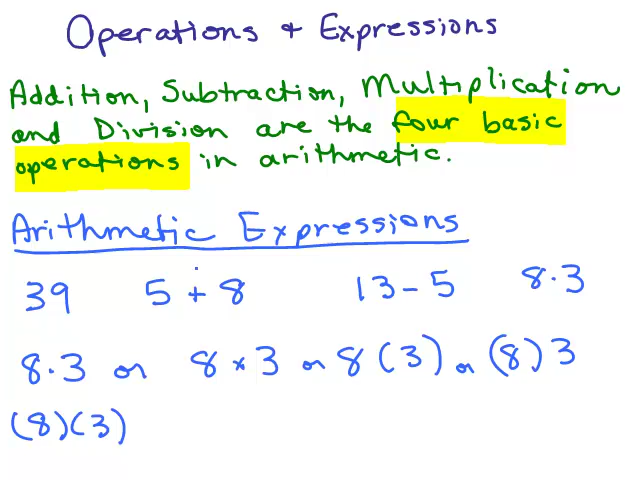 Operations + Expressions
Addition, Subtraction, Multiplication
and Division are the four basic
operations in arithmetic.
Arithmetic Expressions
39 5 + 8 13 - 5 8 · 3
8 · 3 or 8 × 3 or 8 (3) or (8) 3
(8)(3)